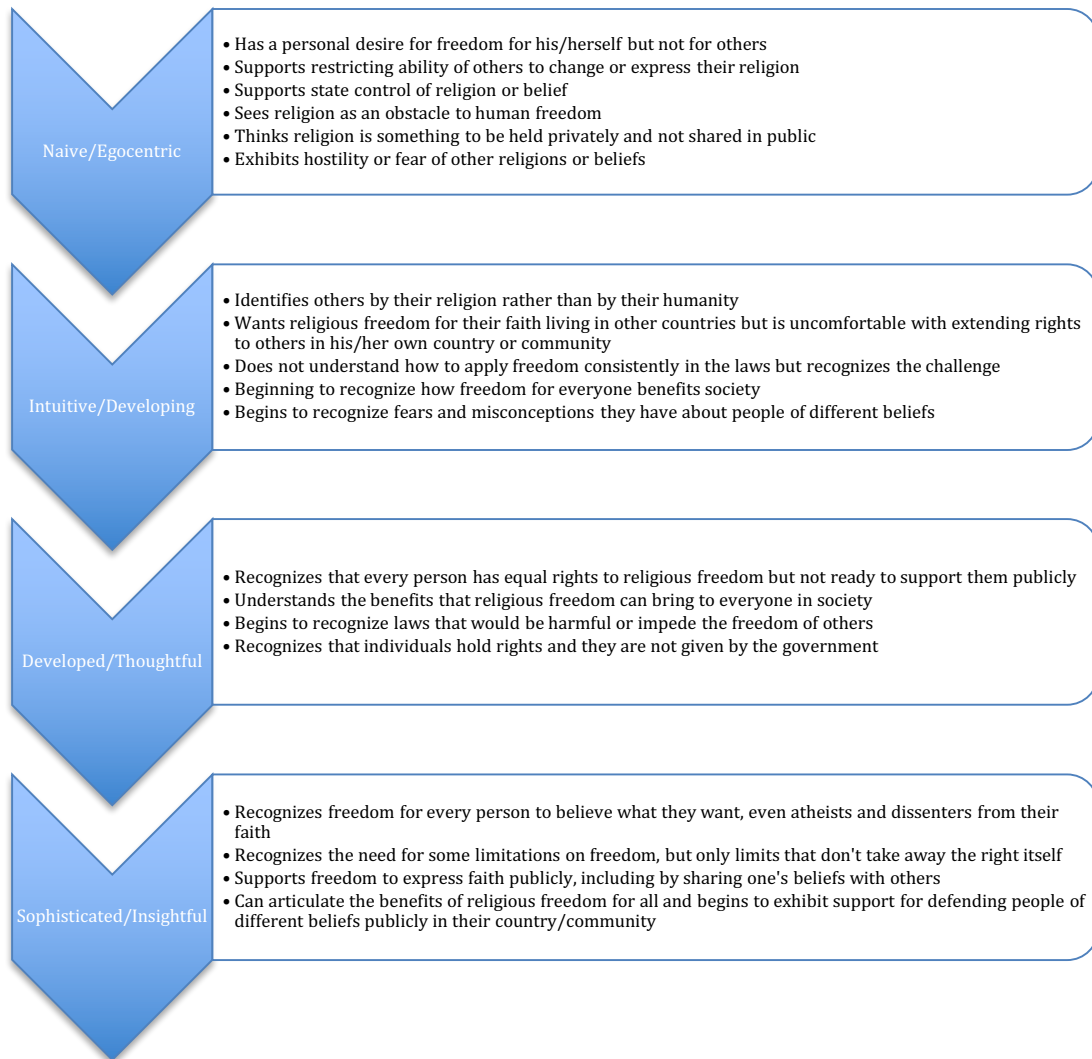 Naive/Egocentric
• Has a personal desire for freedom for his/herself but not for others
• Supports restricting ability of others to change or express their religion
• Supports state control of religion or belief
• Sees religion as an obstacle to human freedom
• Thinks religion is something to be held privately and not shared in public
• Exhibits hostility or fear of other religions or beliefs
Intuitive/Developing
• Identifies others by their religion rather than by their humanity
• Wants religious freedom for their faith living in other countries but is uncomfortable with extending rights
to others in his/her own country or community
• Does not understand how to apply freedom consistently in the laws but recognizes the challenge
• Beginning to recognize how freedom for everyone benefits society
• Begins to recognize fears and misconceptions they have about people of different beliefs
Developed/Thoughtful
• Recognizes that every person has equal rights to religious freedom but not ready to support them publicly
• Understands the benefits that religious freedom can bring to everyone in society
• Begins to recognize laws that would be harmful or impede the freedom of others
• Recognizes that individuals hold rights and they are not given by the government
Sophisticated/Insightful
• Recognizes freedom for every person to believe what they want, even atheists and dissenters from their
faith
• Recognizes the need for some limitations on freedom, but only limits that don't take away the right itself
• Supports freedom to express faith publicly, including by sharing one's beliefs with others
• Can articulate the benefits of religious freedom for all and begins to exhibit support for defending people of
different beliefs publicly in their country/community